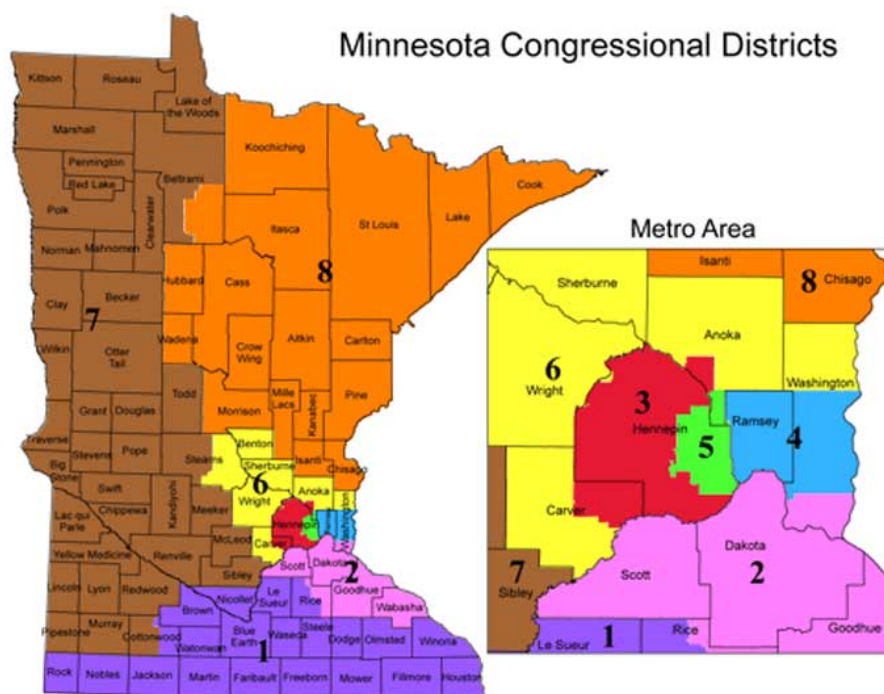 Minnesota Congressional Districts
Kittson
Roseau
Lake of
the Woods
Marshall
Koochiching
Pennington
Red Lake
Beltrami
Cook
Polk
Clearwater
Itasca
St Louis
Lake
Norman
Mahnomen
8
Hubbard
Cass
Clay
Becker
7
Wadena
Aitkin
Carlton
Wilkin
Otter
Tail
Crow
Wing
Todd
Mille
Lacs
Kanabec
Pine
Grant
Douglas
Morrison
Traverse
Stevens
Pope
Stearns
Benton
Sherburne
Isanti
Chisago
Big
Stone
Swift
6
Wright
Anoka
Washington
Lac qui
Parle
Chippewa
Kandiyohi
Meeker
Hennepin
Yellow Medicine
Renville
McLeod
Carver
Scott
Dakota
2
Lincoln
Lyon
Redwood
Sibley
Goodhue
Nicollet
Le
Sueur
Rice
Wabasha
Brown
Pipestone
Murray
Cottonwood
Watonwan
Blue
Earth
Waseca
Steele
Dodge
Olmsted
Winona
1
Rock
Nobles
Jackson
Martin
Faribault
Freeborn
Mower
Fillmore
Houston
Metro Area
Isanti
Sherburne
8
Chisago
Anoka
6
Wright
Washington
3
Hennepin
Ramsey
5
4
Carver
7
Sibley
Scott
Dakota
2
1
Le Sueur
Rice
Goodhue